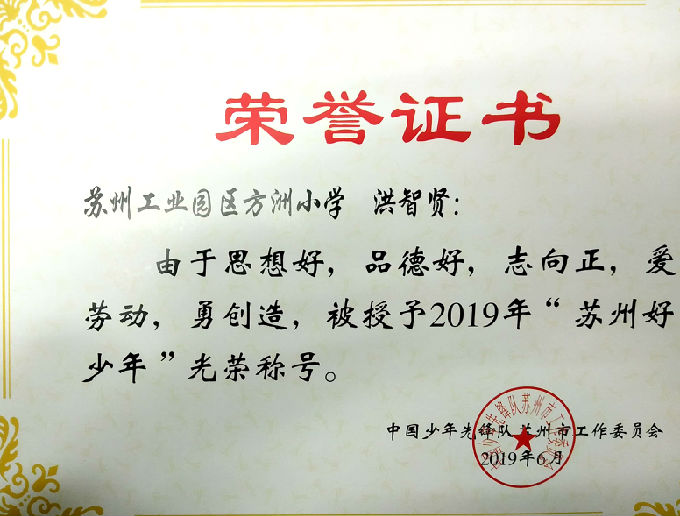 荣誉证书
苏州工业园区方洲小学 洪智贤：
由于思想好，品德好，志向正，爱
劳动，勇创造，被授予2019年“苏州好
少年”光荣称号。
中国少年先锋队苏州市工作委员会
2019年6月